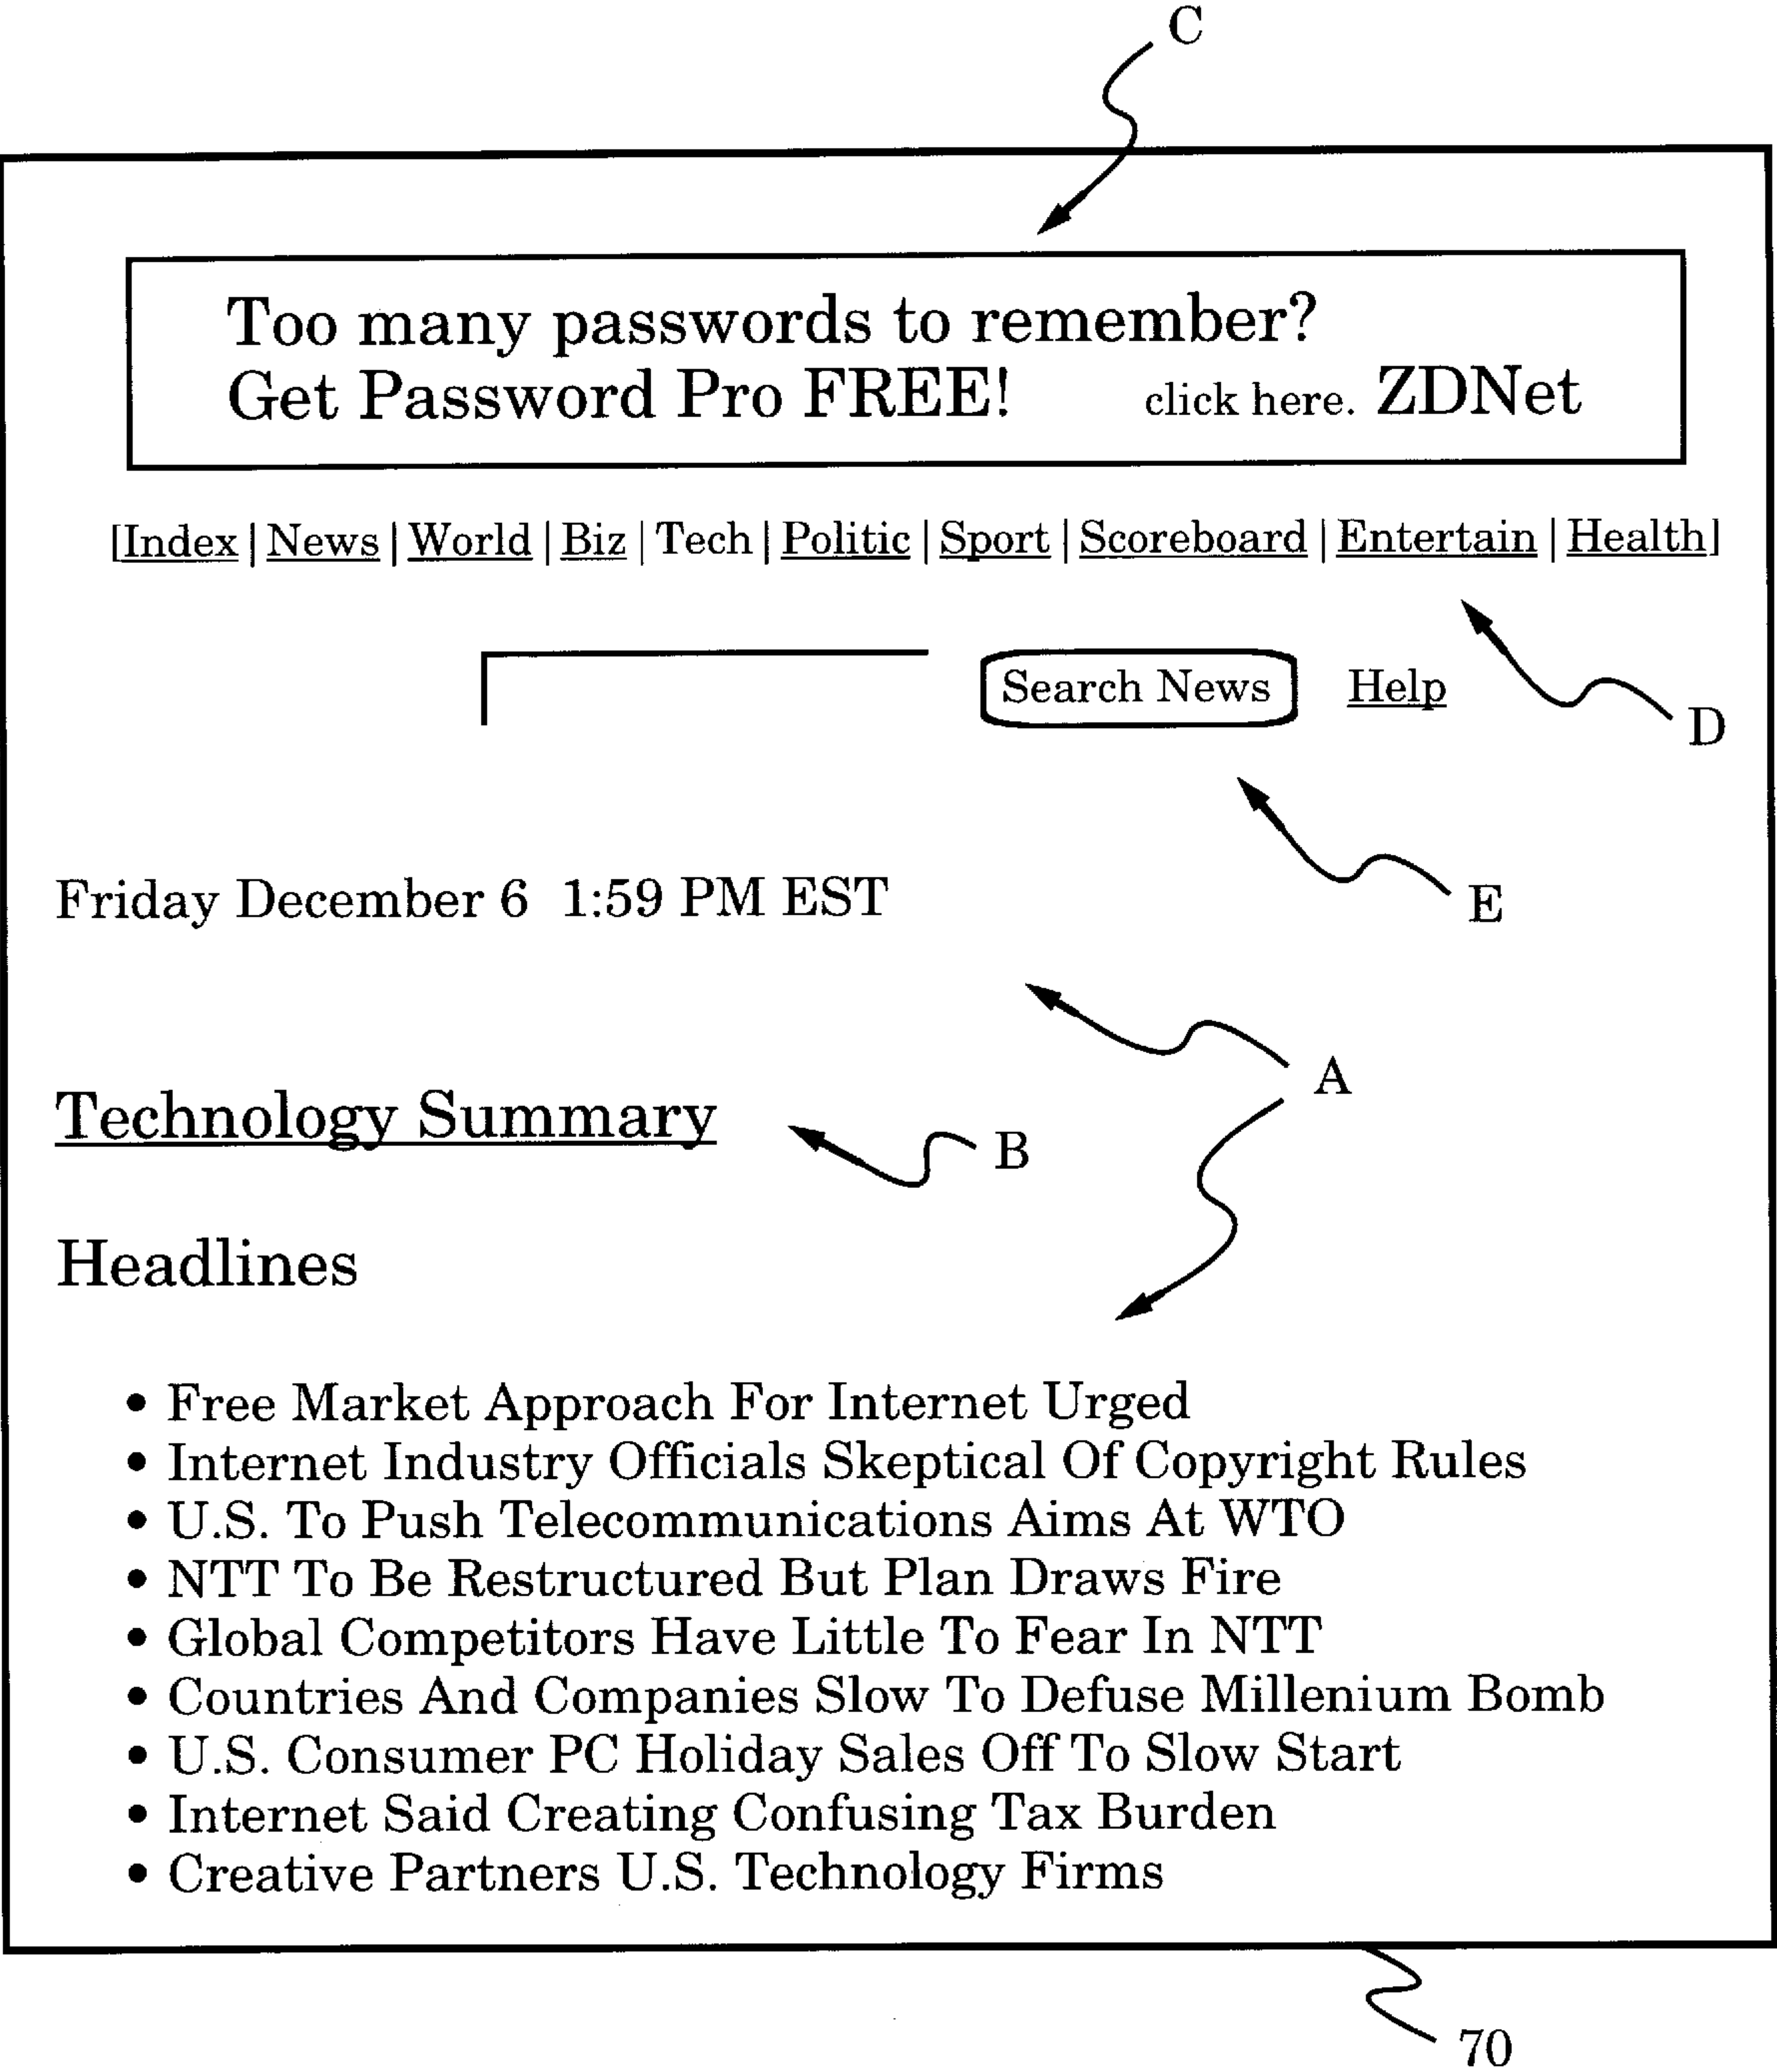 C
Too many passwords to remember?
Get Password Pro FREE! click here. ZDNet
[Index | News | World | Biz | Tech | Politic | Sport | Scoreboard | Entertain | Health]
Search News Help
D
E
Friday December 6 1:59 PM EST
A
Technology Summary
B
Headlines
• Free Market Approach For Internet Urged
• Internet Industry Officials Skeptical Of Copyright Rules
• U.S. To Push Telecommunications Aims At WTO
• NTT To Be Restructured But Plan Draws Fire
• Global Competitors Have Little To Fear In NTT
• Countries And Companies Slow To Defuse Millenium Bomb
• U.S. Consumer PC Holiday Sales Off To Slow Start
• Internet Said Creating Confusing Tax Burden
• Creative Partners U.S. Technology Firms
70